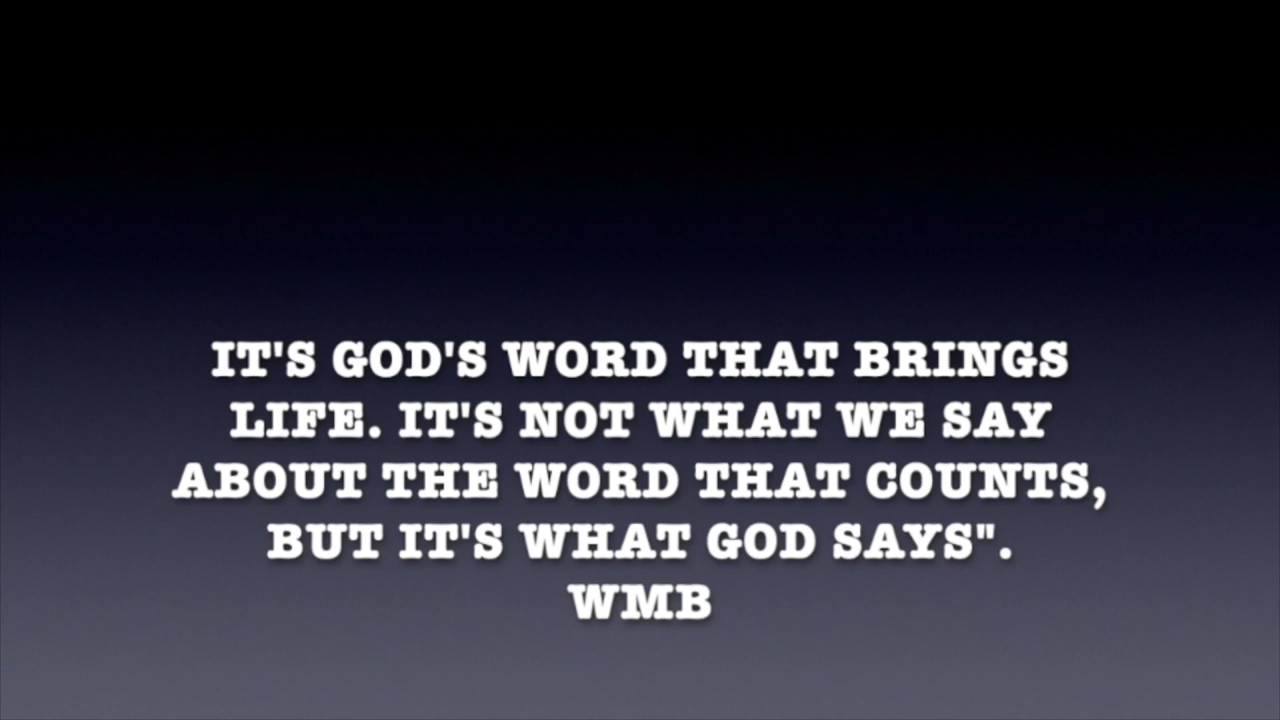 IT'S GOD'S WORD THAT BRINGS
LIFE. IT'S NOT WHAT WE SAY
ABOUT THE WORD THAT COUNTS,
BUT IT'S WHAT GOD SAYS".
WMB